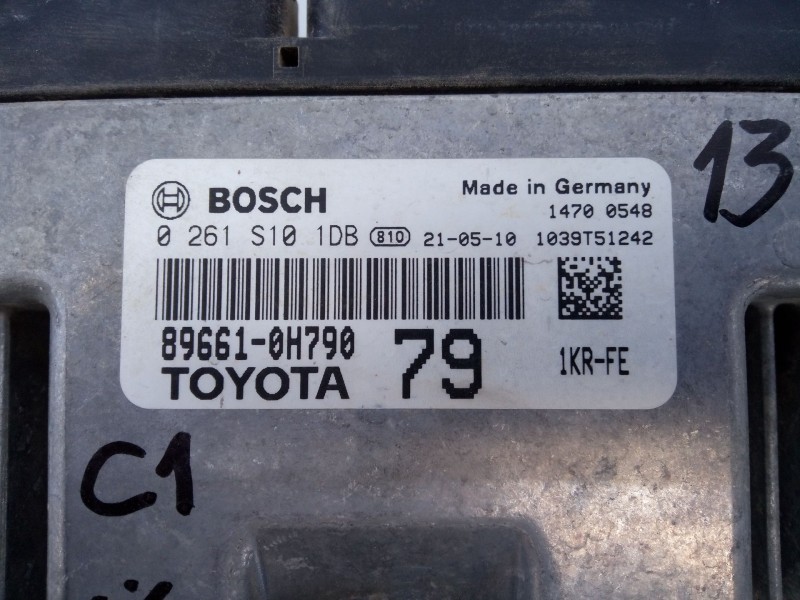 13
BOSCH
Made in Germany
1470 0548
0 261 S10 1DB 810 21-05-10 1039T51242
89661-0H790
79
1KR-FE
TOYOTA
C1